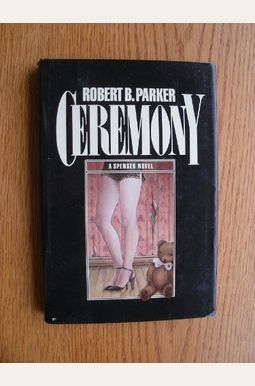 ROBERT B. PARKER
CEREMONY
A SPENSER NOVEL